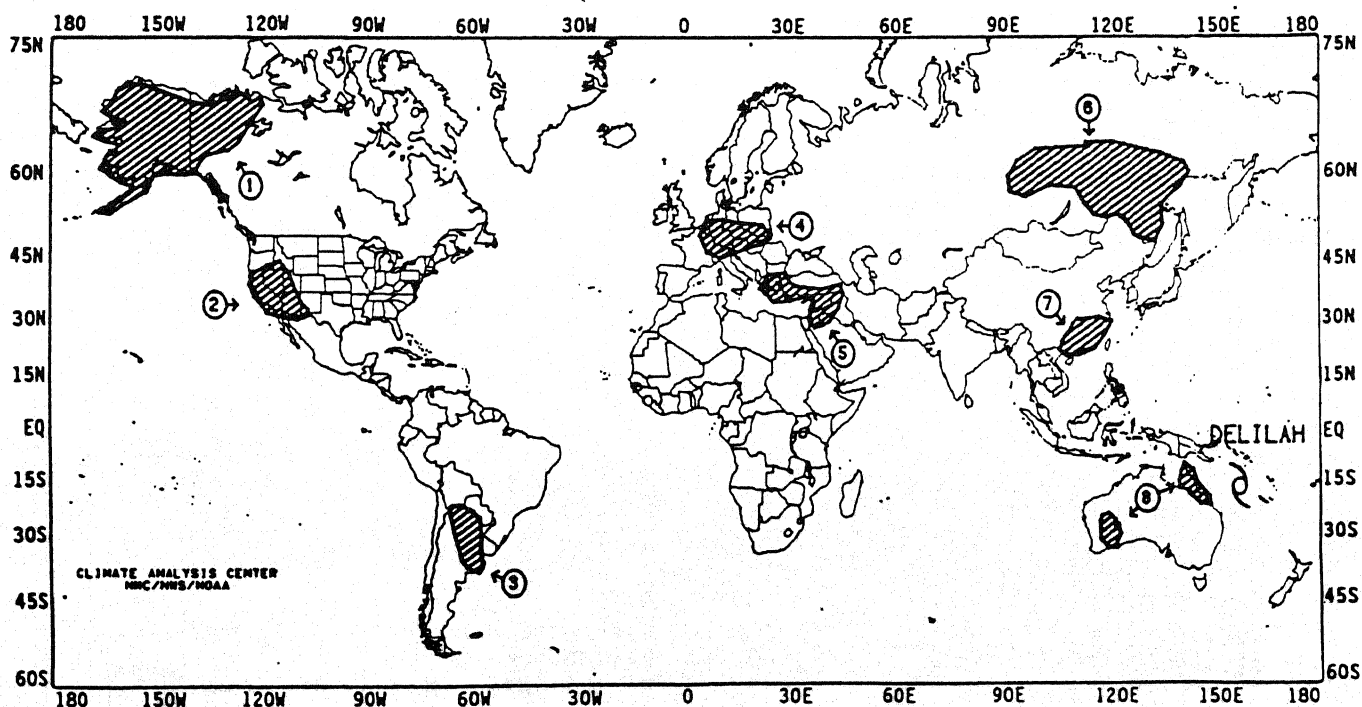 180 150W 120W 90W 60W 30W 0 30E 60E 90E 120E 150E 180
75N 75N
6
60N 60N
1
4
45N 45N
2
7
30N 30N
5
15N 15N
EQ DELILAH EQ
15S 15S
8
30S 30S
CLIMATE ANALYSIS CENTER
NMC/NWS/NOAA
3
45S 45S
60S 60S
180 150W 120W 90W 60W 30W 0 30E 60E 90E 120E 150E 180